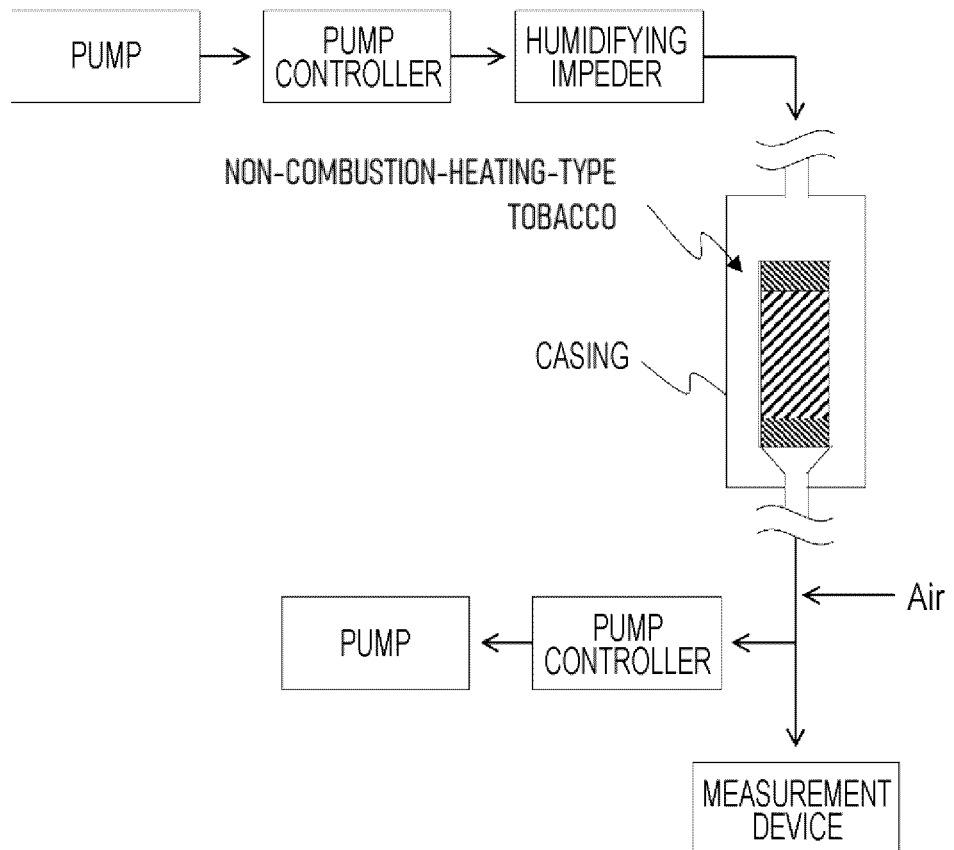 PUMP
PUMP
CONTROLLER
HUMIDIFYING
IMPEDER
NON-COMBUSTION-HEATING-TYPE
TOBACCO
CASING
Air
PUMP
PUMP
CONTROLLER
MEASUREMENT
DEVICE